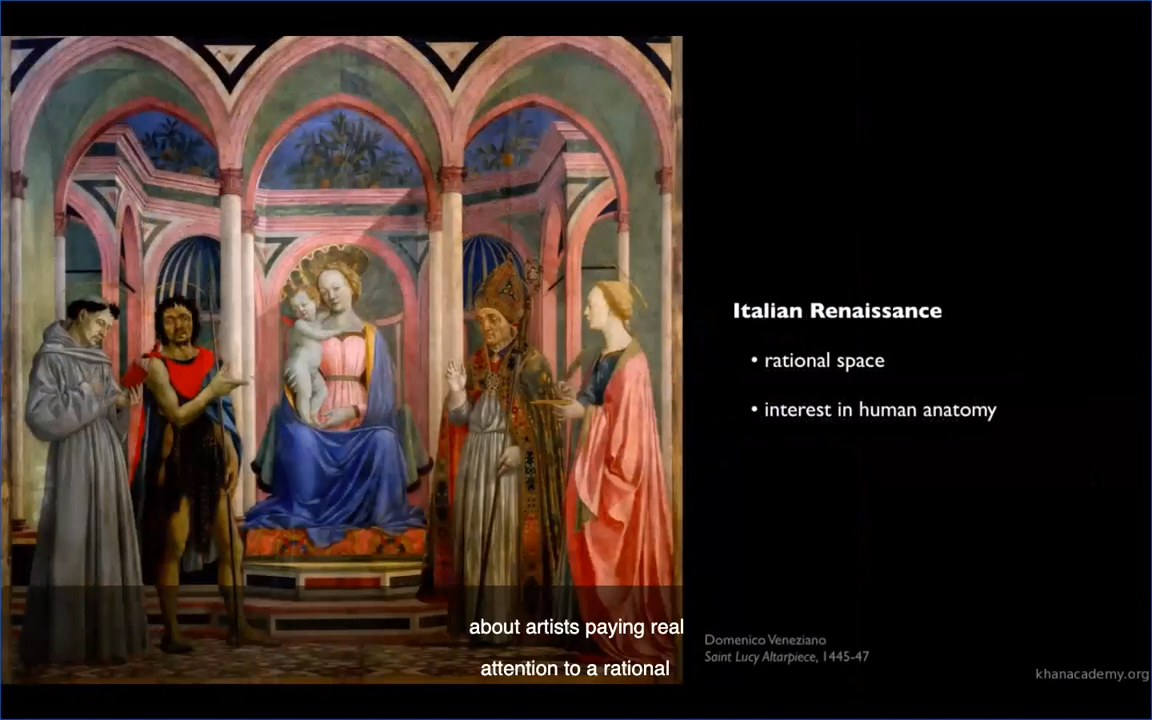 Italian Renaissance
• rational space
• interest in human anatomy
about artists paying real
attention to a rational
Domenico Veneziano
Saint Lucy Altarpiece, 1445-47
khanacademy.org